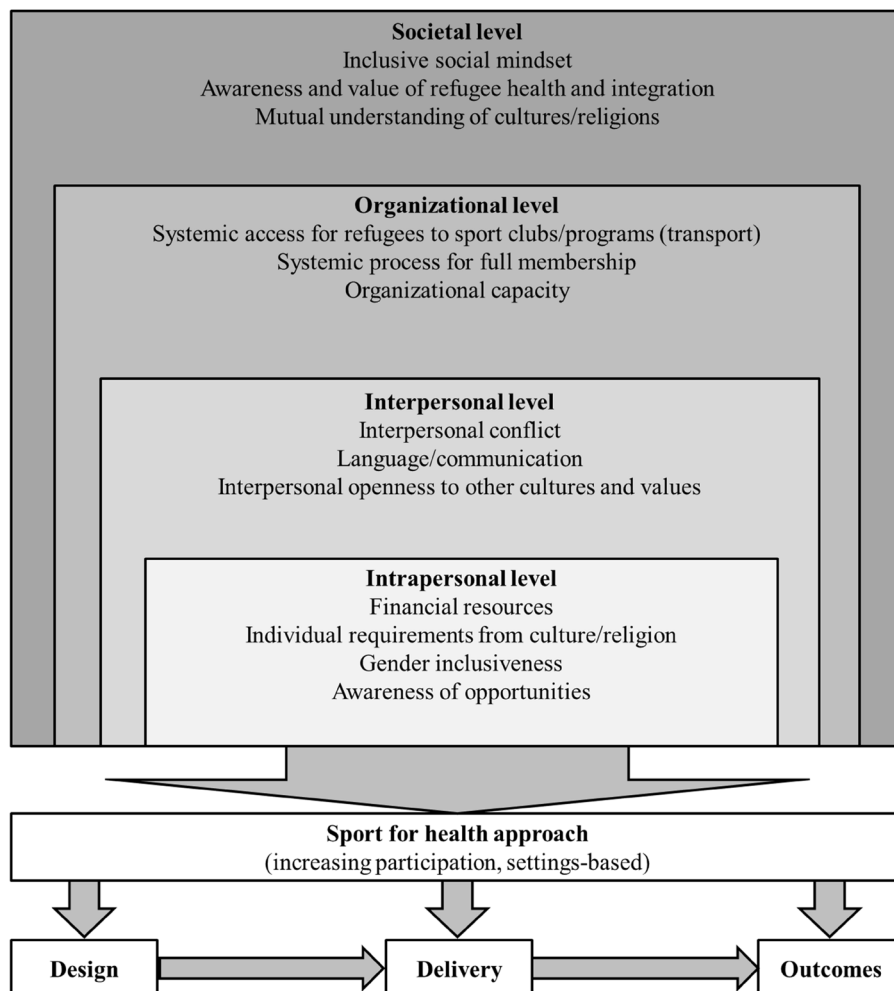 Societal level
Inclusive social mindset
Awareness and value of refugee health and integration
Mutual understanding of cultures/religions
Organizational level
Systemic access for refugees to sport clubs/programs (transport)
Systemic process for full membership
Organizational capacity
Interpersonal level
Interpersonal conflict
Language/communication
Interpersonal openness to other cultures and values
Intrapersonal level
Financial resources
Individual requirements from culture/religion
Gender inclusiveness
Awareness of opportunities
Sport for health approach
(increasing participation, settings-based)
Design
Delivery
Outcomes